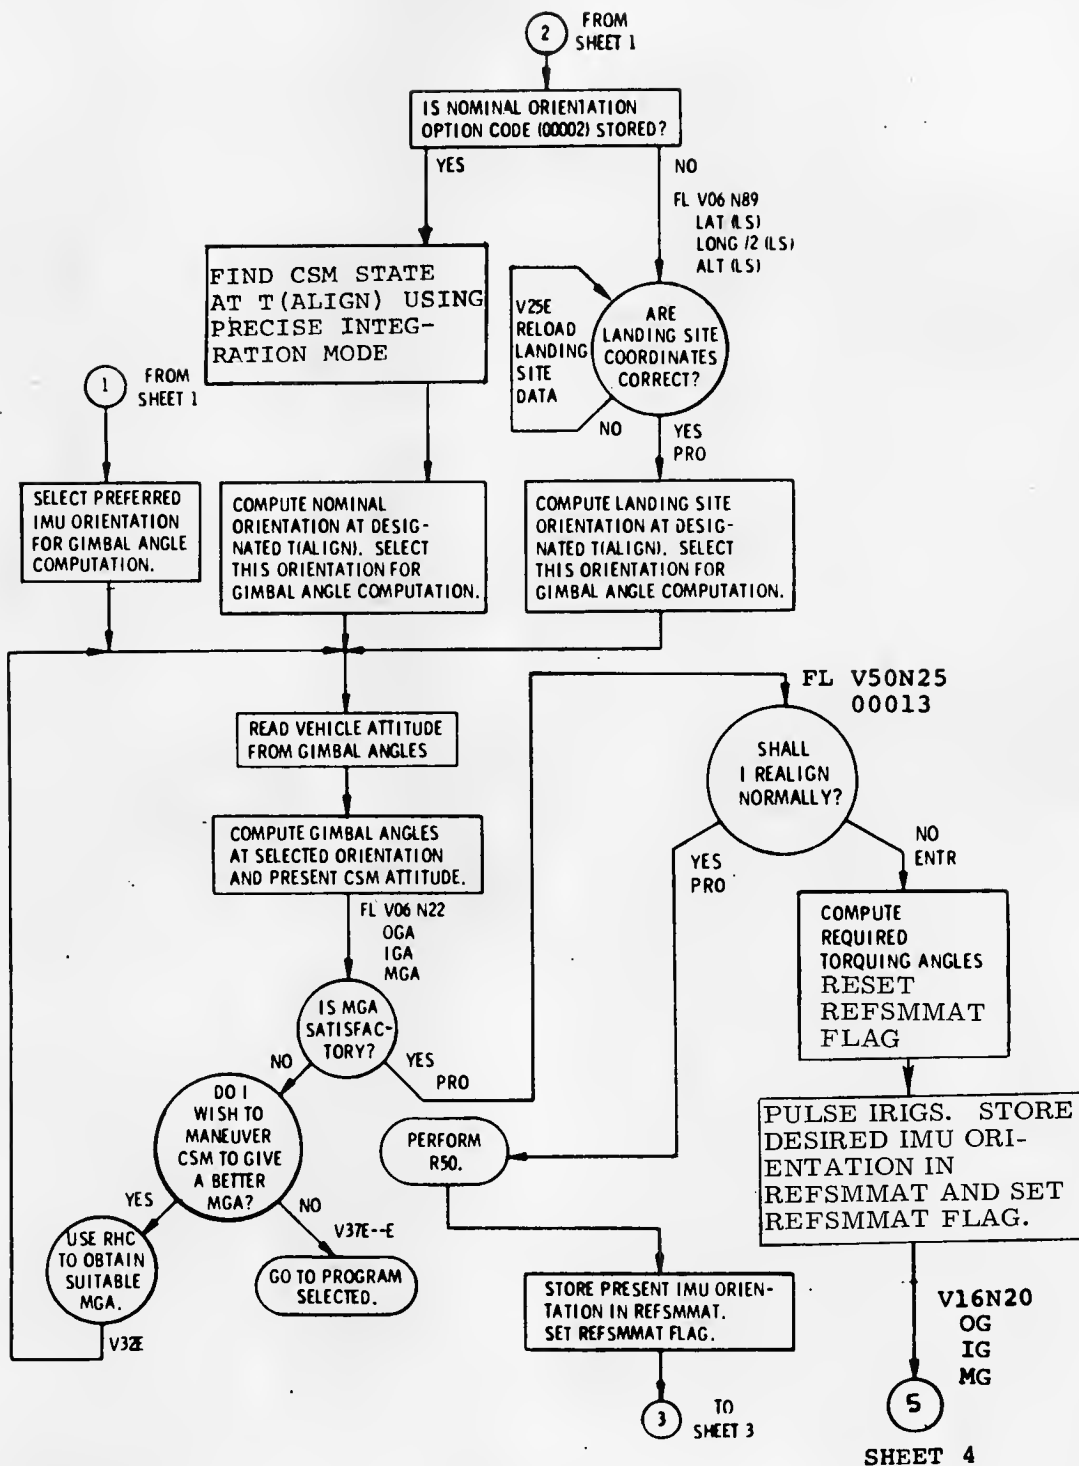 2
FROM
SHEET 1
IS NOMINAL ORIENTATION
OPTION CODE (00002) STORED?
YES
NO
FL V06 N89
LAT (LS)
LONG /2 (LS)
ALT (LS)
FIND CSM STATE
AT T(ALIGN) USING
PRECISE INTEG-
RATION MODE
V25E
RELOAD
LANDING
SITE
DATA
ARE
LANDING SITE
COORDINATES
CORRECT?
NO
YES
PRO
1
FROM
SHEET 1
SELECT PREFERRED
IMU ORIENTATION
FOR GIMBAL ANGLE
COMPUTATION.
COMPUTE NOMINAL
ORIENTATION AT DESIG-
NATED T(ALIGN). SELECT
THIS ORIENTATION FOR
GIMBAL ANGLE COMPUTATION.
COMPUTE LANDING SITE
ORIENTATION AT DESIG-
NATED T(ALIGN). SELECT
THIS ORIENTATION FOR
GIMBAL ANGLE COMPUTATION.
READ VEHICLE ATTITUDE
FROM GIMBAL ANGLES
COMPUTE GIMBAL ANGLES
AT SELECTED ORIENTATION
AND PRESENT CSM ATTITUDE.
FL V06 N22
OGA
IGA
MGA
IS MGA
SATISFAC-
TORY?
NO
YES
PRO
DO I
WISH TO
MANEUVER
CSM TO GIVE
A BETTER
MGA?
YES
NO
V37E--E
USE RHC
TO OBTAIN
SUITABLE
MGA.
V32E
GO TO PROGRAM
SELECTED.
FL V50N25
00013
SHALL
I REALIGN
NORMALLY?
YES
PRO
NO
ENTR
COMPUTE
REQUIRED
TORQUING ANGLES
RESET
REFSMMAT
FLAG
PERFORM
R50.
PULSE IRIGS. STORE
DESIRED IMU ORI-
ENTATION IN
REFSMMAT AND SET
REFSMMAT FLAG.
STORE PRESENT IMU ORIEN-
TATION IN REFSMMAT.
SET REFSMMAT FLAG.
3
TO
SHEET 3
V16N20
OG
IG
MG
5
SHEET 4